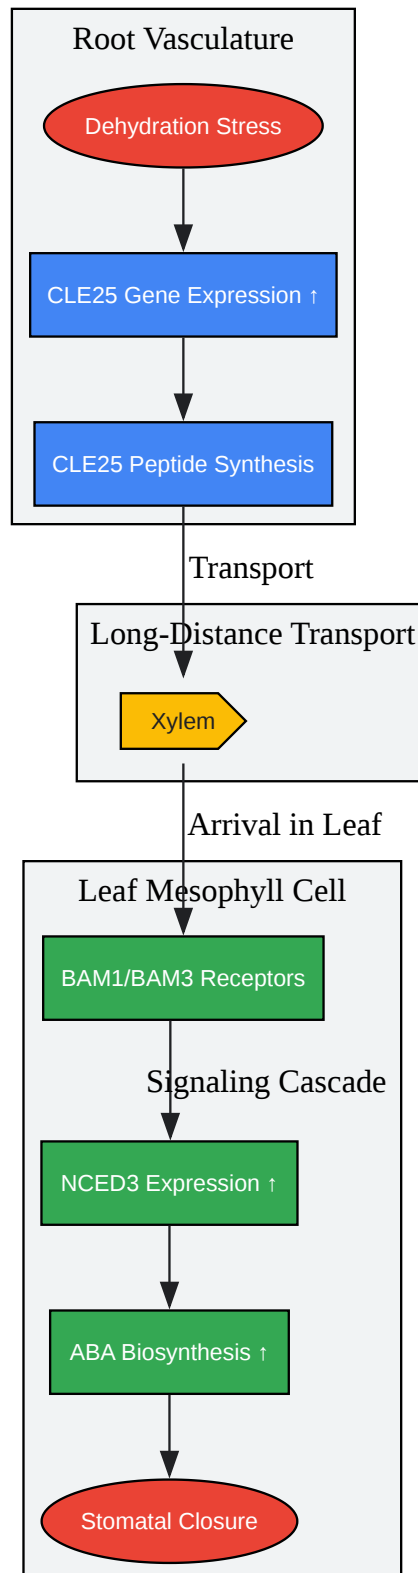 Root Vasculature
Dehydration Stress
CLE25 Gene Expression ↑
CLE25 Peptide Synthesis
Transport
Long-Distance Transport
Xylem
Arrival in Leaf
Leaf Mesophyll Cell
BAM1/BAM3 Receptors
Signaling Cascade
NCED3 Expression ↑
ABA Biosynthesis ↑
Stomatal Closure